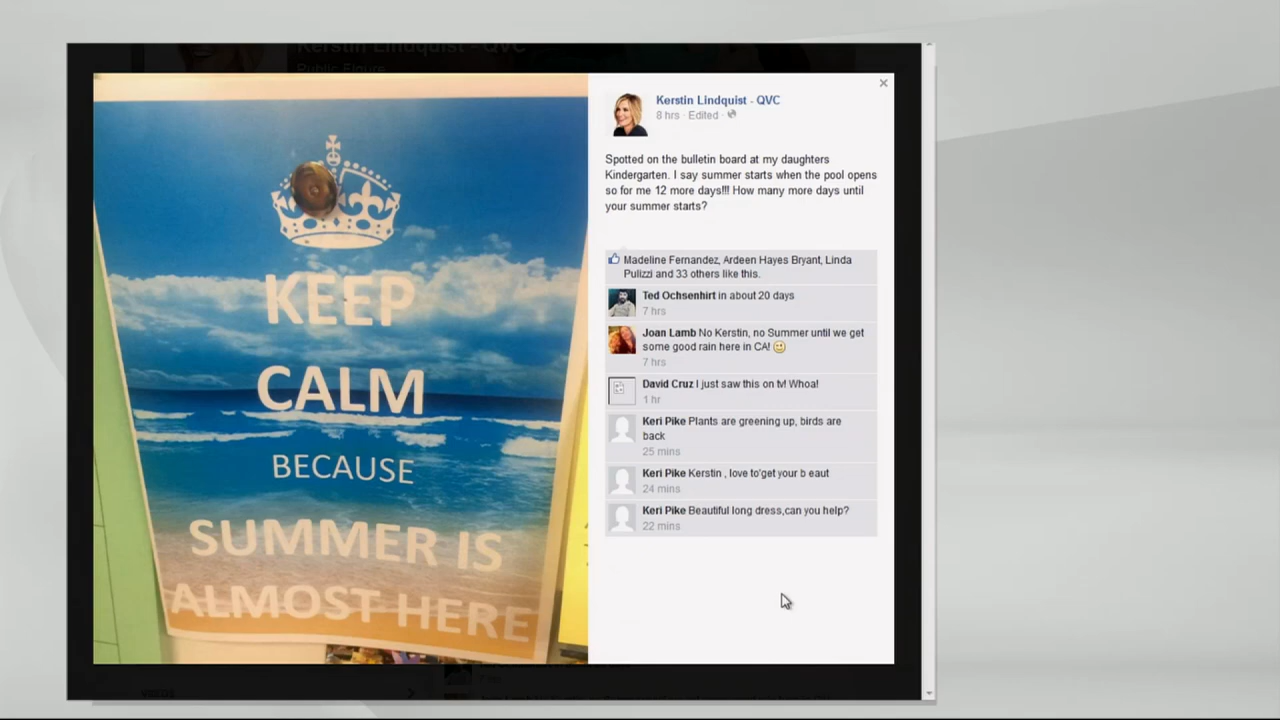 Kerstin Lindquist - QVC
Public Figure
KEEP
CALM
BECAUSE
SUMMER IS
ALMOST HERE
Kerstin Lindquist - QVC
8 hrs · Edited ·
Spotted on the bulletin board at my daughters
Kindergarten. I say summer starts when the pool opens
so for me 12 more days!!! How many more days until
your summer starts?
Madeline Fernandez, Ardeen Hayes Bryant, Linda
Pulizzi and 33 others like this.
Ted Ochsenhirt in about 20 days
7 hrs
Joan Lamb No Kerstin, no Summer until we get
some good rain here in CA!
7 hrs
David Cruz I just saw this on tv! Whoa!
1 hr
Keri Pike Plants are greening up, birds are
back
25 mins
Keri Pike Kerstin , love to'get your b eaut
24 mins
Keri Pike Beautiful long dress,can you help?
22 mins